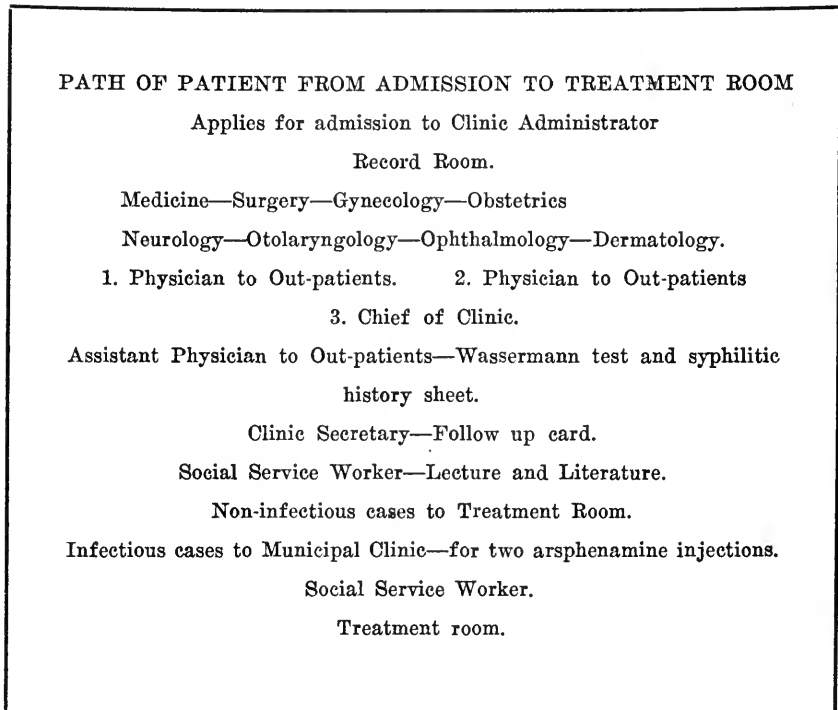 PATH OF PATIENT FROM ADMISSION TO TREATMENT ROOM
Applies for admission to Clinic Administrator
Record Room.
Medicine—Surgery—Gynecology—Obstetrics
Neurology—Otolaryngology—Ophthalmology—Dermatology.
1. Physician to Out-patients. 2. Physician to Out-patients
3. Chief of Clinic.
Assistant Physician to Out-patients—Wassermann test and syphilitic
history sheet.
Clinic Secretary—Follow up card.
Social Service Worker—Lecture and Literature.
Non-infectious cases to Treatment Room.
Infectious cases to Municipal Clinic—for two arsphenamine injections.
Social Service Worker.
Treatment room.